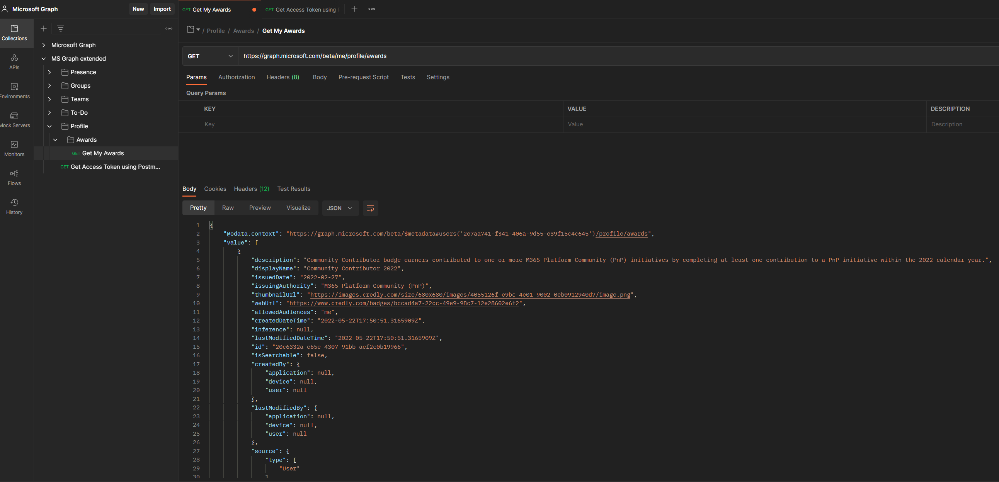 Microsoft Graph
New
Import
GET Get My Awards
GET Get Access Token using
Collections
APIs
Environments
Mock Servers
Monitors
Flows
History
Microsoft Graph
MS Graph extended
Presence
Groups
Teams
To-Do
Profile
Awards
GET Get My Awards
GET Get Access Token using Postm...
/ Profile / Awards / Get My Awards
GET https://graph.microsoft.com/beta/me/profile/awards
Params Authorization Headers (8) Body Pre-request Script Tests Settings
Query Params
KEY VALUE DESCRIPTION
Key Value Description
Body Cookies Headers (12) Test Results
Pretty Raw Preview Visualize JSON
1 {
2 "@odata.context": "https://graph.microsoft.com/beta/$metadata#users('2e7aa741-f341-406a-9d55-e39f15c4c645')/profile/awards",
3 "value": [
4 {
5 "description": "Community Contributor badge earners contributed to one or more M365 Platform Community (PnP) initiatives by completing at least one contribution to a PnP initiative within the 2022 calendar year.",
6 "displayName": "Community Contributor 2022",
7 "issuedDate": "2022-02-27",
8 "issuingAuthority": "M365 Platform Community (PnP)",
9 "thumbnailUrl": "https://images.credly.com/size/680x680/images/4055126f-e9bc-4e01-9002-0eb0912940d7/image.png",
10 "webUrl": "https://www.credly.com/badges/bccad4a7-22cc-49e9-98c7-12e28602e6f2",
11 "allowedAudiences": "me",
12 "createdDateTime": "2022-05-22T17:50:51.3165909Z",
13 "inference": null,
14 "lastModifiedDateTime": "2022-05-22T17:50:51.3165909Z",
15 "id": "20c6332a-e65e-4307-91bb-aef2c0b19966",
16 "isSearchable": false,
17 "createdBy": {
18 "application": null,
19 "device": null,
20 "user": null
21 },
22 "lastModifiedBy": {
23 "application": null,
24 "device": null,
25 "user": null
26 },
27 "source": {
28 "type": [
29 "User"
30 ]